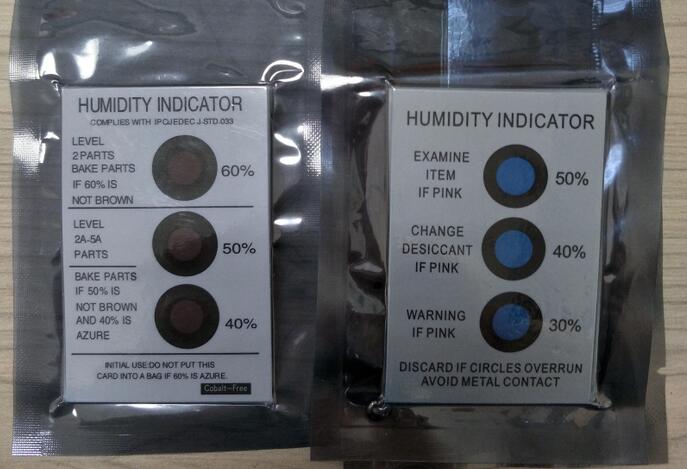 HUMIDITY INDICATOR
COMPLIES WITH IPC/JEDEC J-STD-033
LEVEL
2 PARTS
BAKE PARTS
IF 60% IS
NOT BROWN
60%
LEVEL
2A-5A
PARTS
50%
BAKE PARTS
IF 50% IS
NOT BROWN
AND 40% IS
AZURE
40%
INITIAL USE:DO NOT PUT THIS
CARD INTO A BAG IF 60% IS AZURE.
Cobalt-Free
HUMIDITY INDICATOR
EXAMINE
ITEM
IF PINK
50%
CHANGE
DESICCANT
IF PINK
40%
WARNING
IF PINK
30%
DISCARD IF CIRCLES OVERRUN
AVOID METAL CONTACT